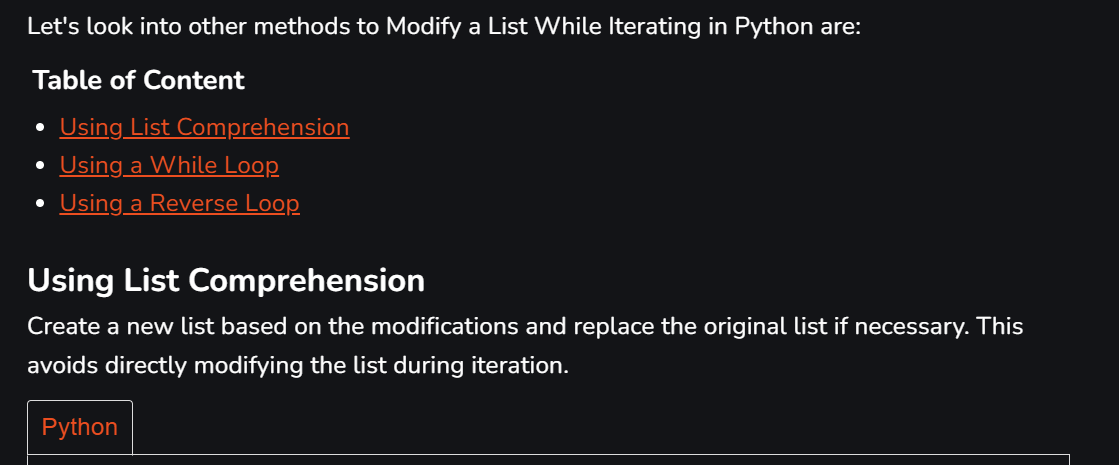 Let's look into other methods to Modify a List While Iterating in Python are:
Table of Content
Using List Comprehension
Using a While Loop
Using a Reverse Loop
Using List Comprehension
Create a new list based on the modifications and replace the original list if necessary. This
avoids directly modifying the list during iteration.
Python